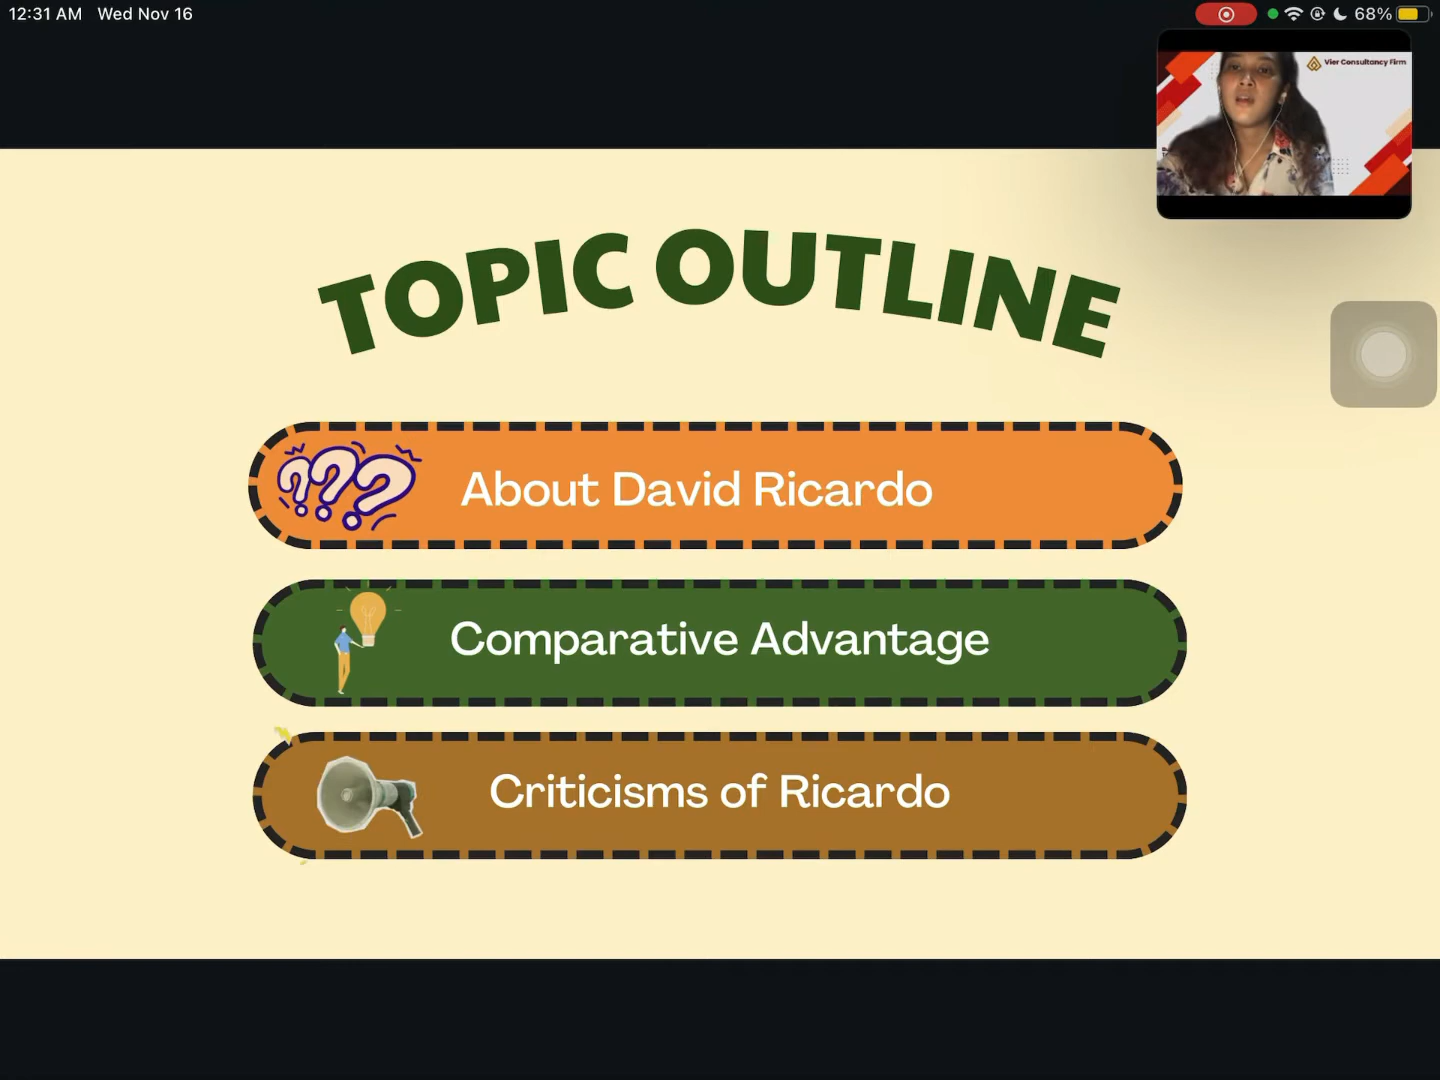 12:31 AM Wed Nov 16
68%
Vier Consultancy Firm
TOPIC OUTLINE
About David Ricardo
Comparative Advantage
Criticisms of Ricardo